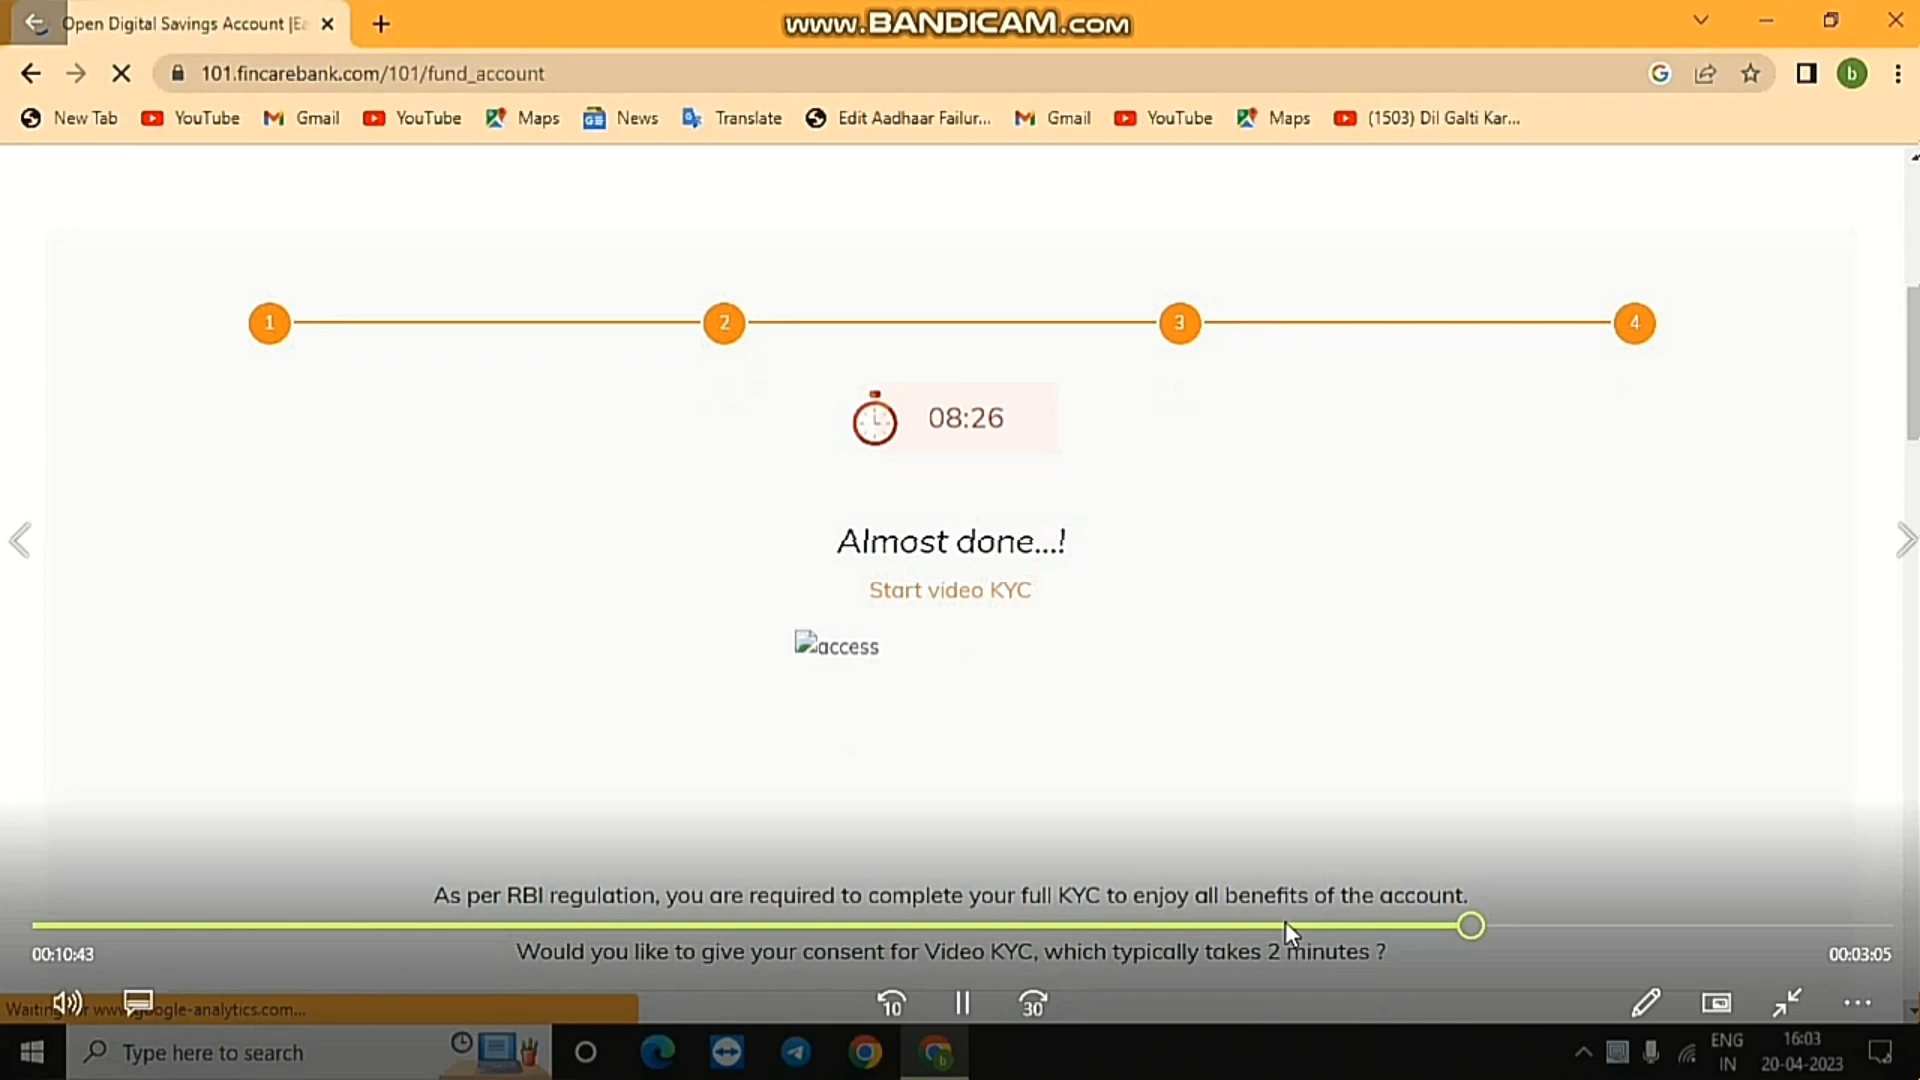 Open Digital Savings Account |Ea
www.BANDICAM.com
101.fincarebank.com/101/fund_account
b
New Tab YouTube Gmail YouTube Maps News Translate Edit Aadhaar Failur... Gmail YouTube Maps (1503) Dil Galti Kar...
1 2 3 4
08:26
Almost done...!
Start video KYC
access
As per RBI regulation, you are required to complete your full KYC to enjoy all benefits of the account.
00:10:43 Would you like to give your consent for Video KYC, which typically takes 2 minutes ? 00:03:05
10 30
Type here to search
ENG 16:03
IN 20-04-2023